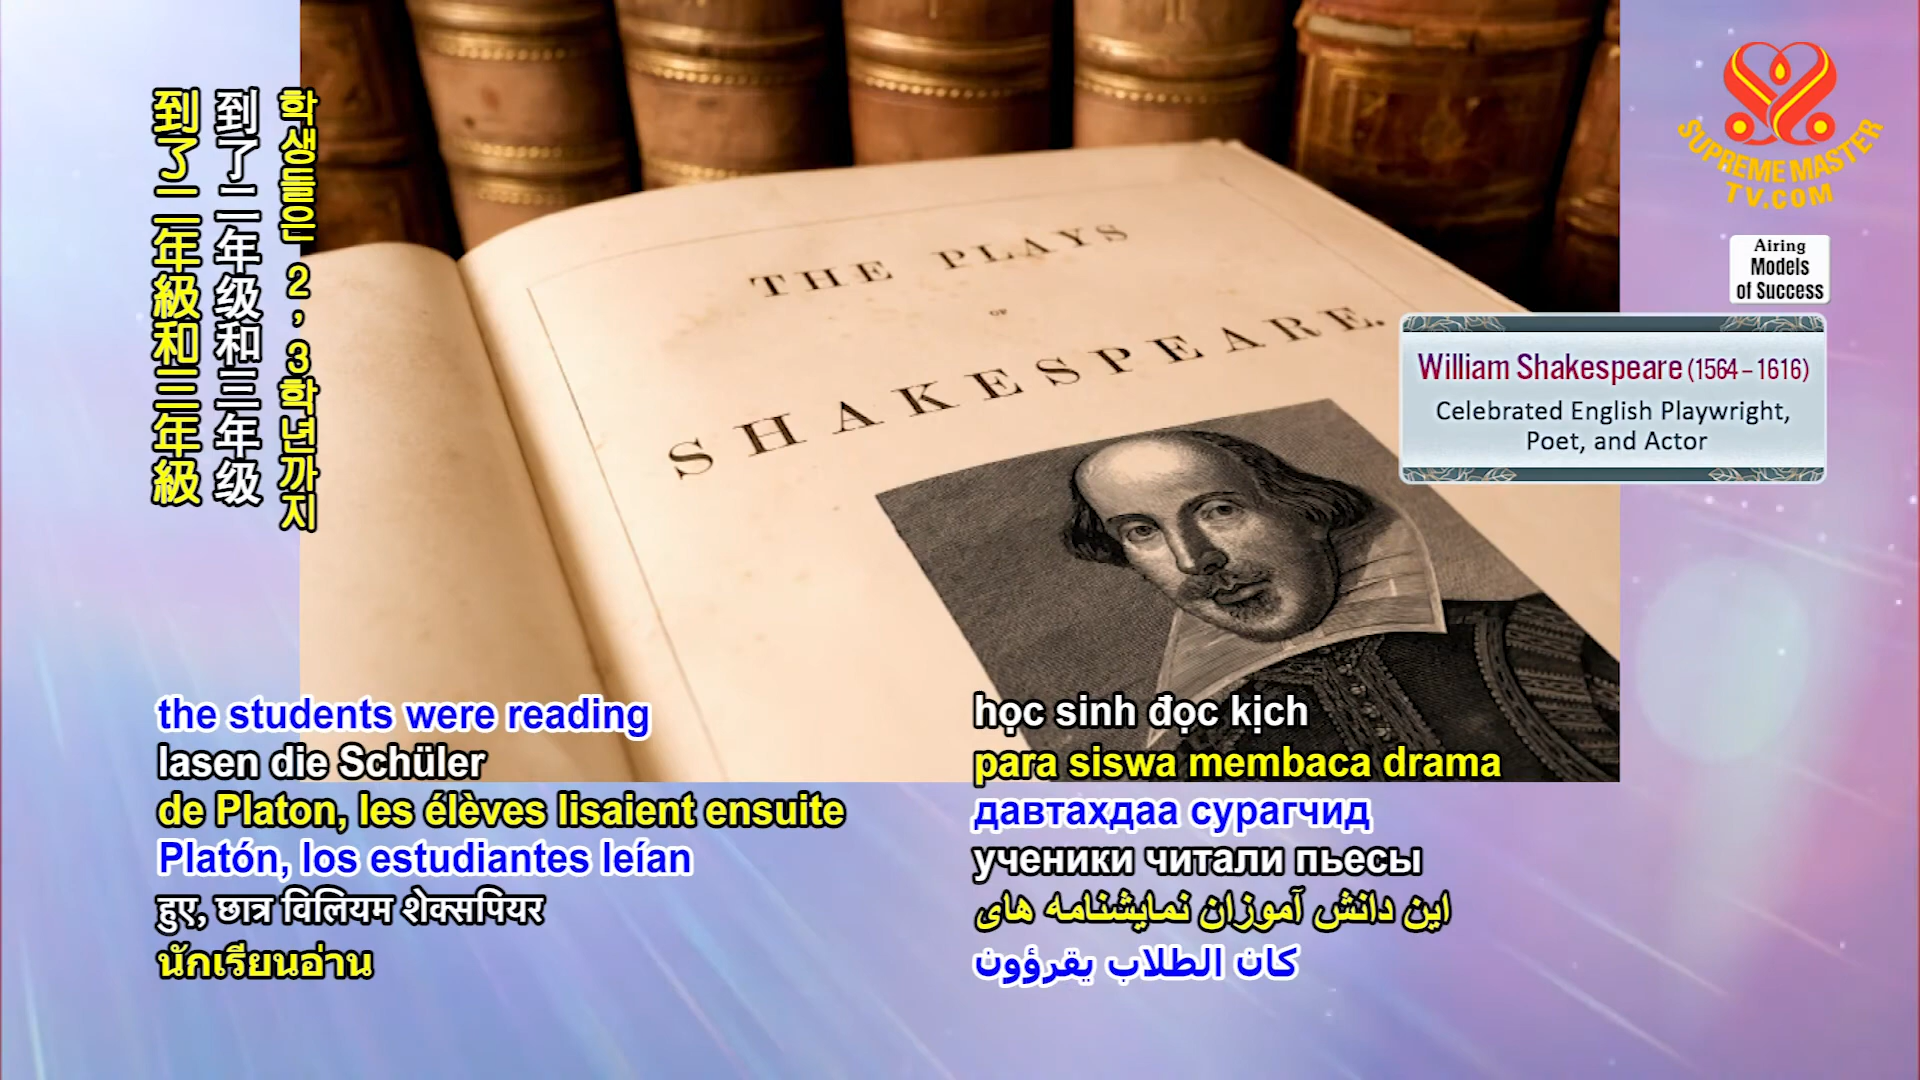 到了二年級和三年級
到了二年级和三年级
학생들은 2, 3학년까지
THE PLAYS
OF
SHAKESPEARE.
SUPREME MASTER
TV.COM
Airing
Models
of Success
William Shakespeare (1564 – 1616)
Celebrated English Playwright,
Poet, and Actor
the students were reading
lasen die Schüler
de Platon, les élèves lisaient ensuite
Platón, los estudiantes leían
हुए, छात्र विलियम शेक्सपियर
นักเรียนอ่าน
học sinh đọc kịch
para siswa membaca drama
давтахдаа сурагчид
ученики читали пьесы
این دانش آموزان نمایشنامه های
كان الطلاب يقرؤون